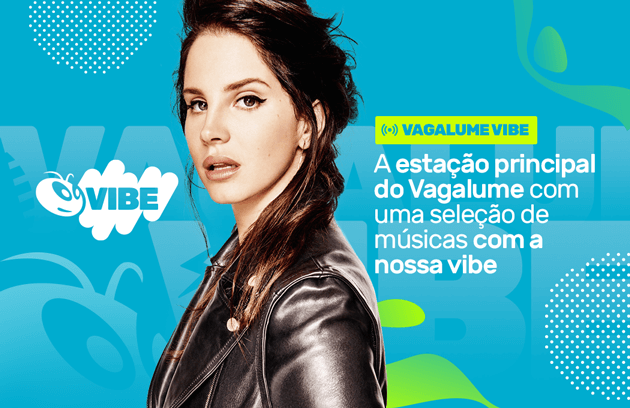 VIBE
VAGALUME VIBE
A estação principal
do Vagalume com
uma seleção de
músicas com a
nossa vibe